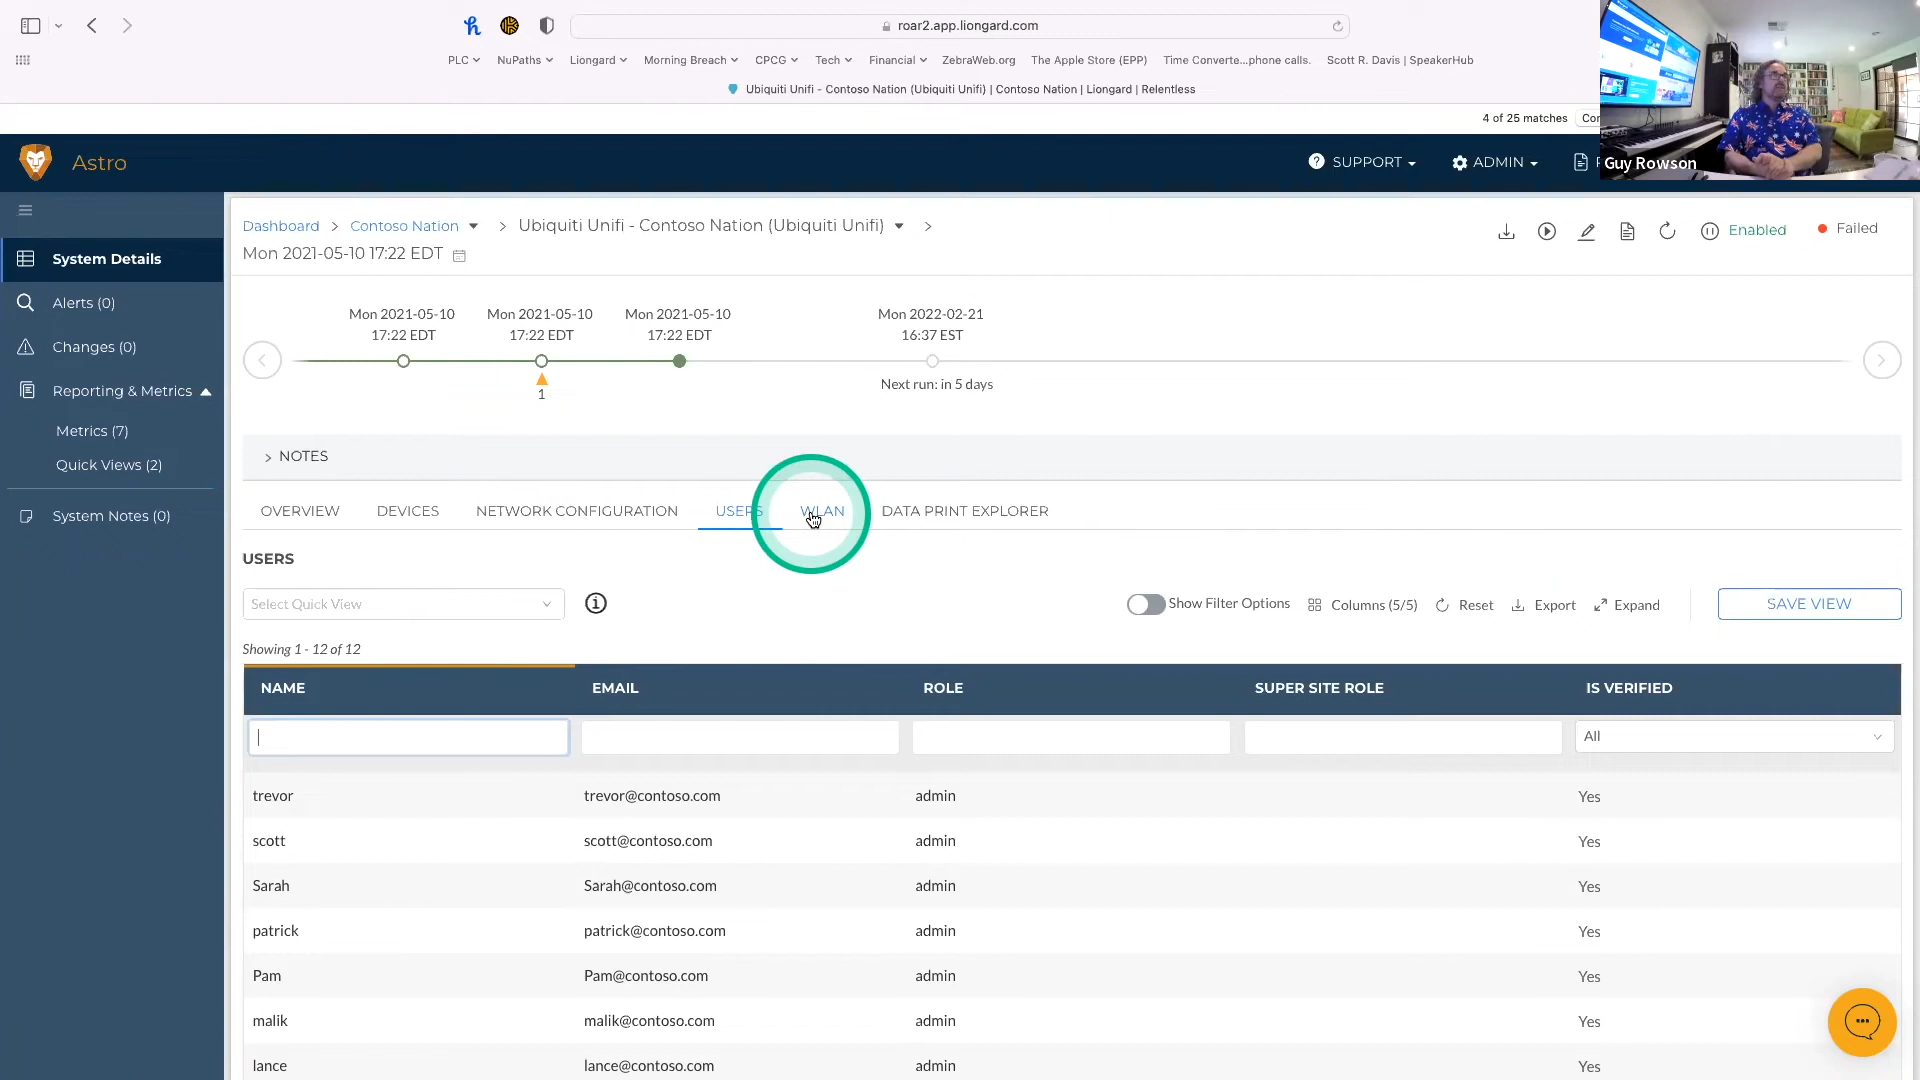 roar2.app.liongard.com
PLC NuPaths Liongard Morning Breach CPCG Tech Financial ZebraWeb.org The Apple Store (EPP) Time Converte...phone calls. Scott R. Davis | SpeakerHub
Ubiquiti Unifi - Contoso Nation (Ubiquiti Unifi) | Contoso Nation | Liongard | Relentless
4 of 25 matches
Guy Rowson
Astro
SUPPORT ADMIN
System Details
Alerts (0)
Changes (0)
Reporting & Metrics
Metrics (7)
Quick Views (2)
System Notes (0)
Dashboard > Contoso Nation > Ubiquiti Unifi - Contoso Nation (Ubiquiti Unifi) >
Mon 2021-05-10 17:22 EDT
Enabled Failed
Mon 2021-05-10 Mon 2021-05-10 Mon 2021-05-10 Mon 2022-02-21
17:22 EDT 17:22 EDT 17:22 EDT 16:37 EST
1
Next run: in 5 days
> NOTES
OVERVIEW DEVICES NETWORK CONFIGURATION USERS WLAN DATA PRINT EXPLORER
USERS
Select Quick View
Show Filter Options Columns (5/5) Reset Export Expand SAVE VIEW
Showing 1 - 12 of 12
NAME EMAIL ROLE SUPER SITE ROLE IS VERIFIED
All
trevor trevor@contoso.com admin Yes
scott scott@contoso.com admin Yes
Sarah Sarah@contoso.com admin Yes
patrick patrick@contoso.com admin Yes
Pam Pam@contoso.com admin Yes
malik malik@contoso.com admin Yes
lance lance@contoso.com admin Yes